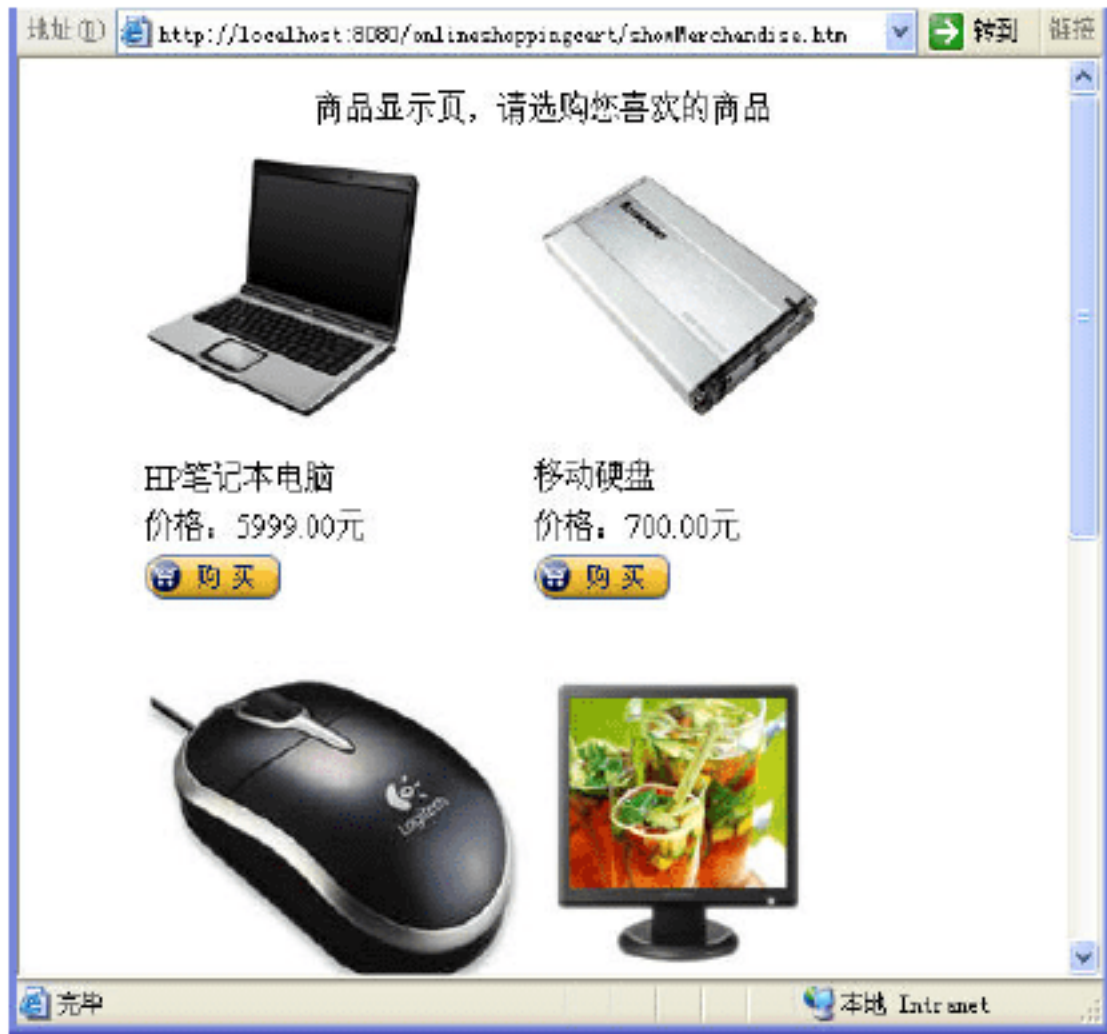 地址(D) http://localhost:8080/onlineshoppingcart/showMerchandise.htm 转到 链接
商品显示页，请选购您喜欢的商品
HP笔记本电脑 移动硬盘
价格：5999.00元 价格：700.00元
购买 购买
Logitech
完毕 本地 Intranet